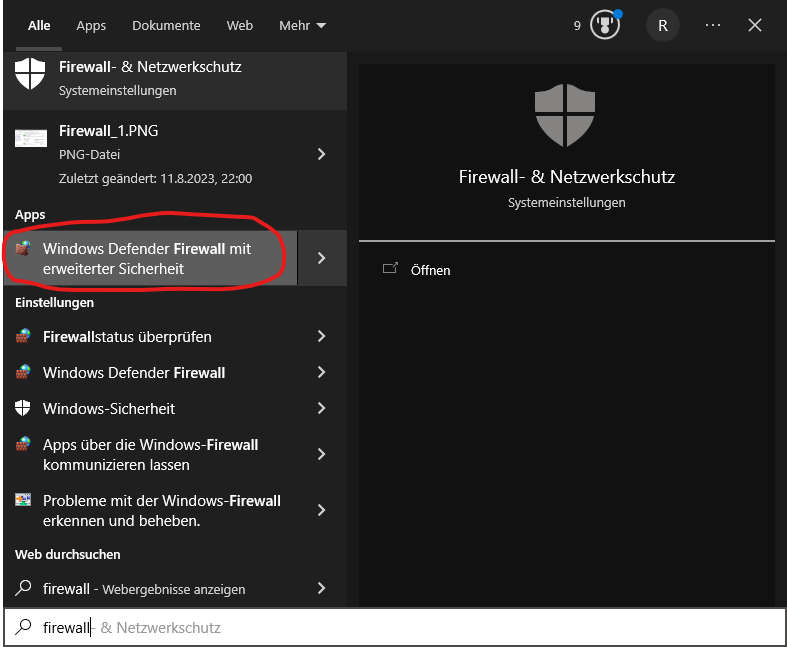 Alle Apps Dokumente Web Mehr 9 R ...
Firewall- & Netzwerkschutz
Systemeinstellungen
Firewall_1.PNG
PNG-Datei
Zuletzt geändert: 11.8.2023, 22:00
Apps
Windows Defender Firewall mit
erweiterter Sicherheit
Einstellungen
Firewallstatus überprüfen
Windows Defender Firewall
Windows-Sicherheit
Apps über die Windows-Firewall
kommunizieren lassen
Probleme mit der Windows-Firewall
erkennen und beheben.
Web durchsuchen
firewall - Webergebnisse anzeigen
Firewall- & Netzwerkschutz
Systemeinstellungen
Öffnen
firewall- & Netzwerkschutz